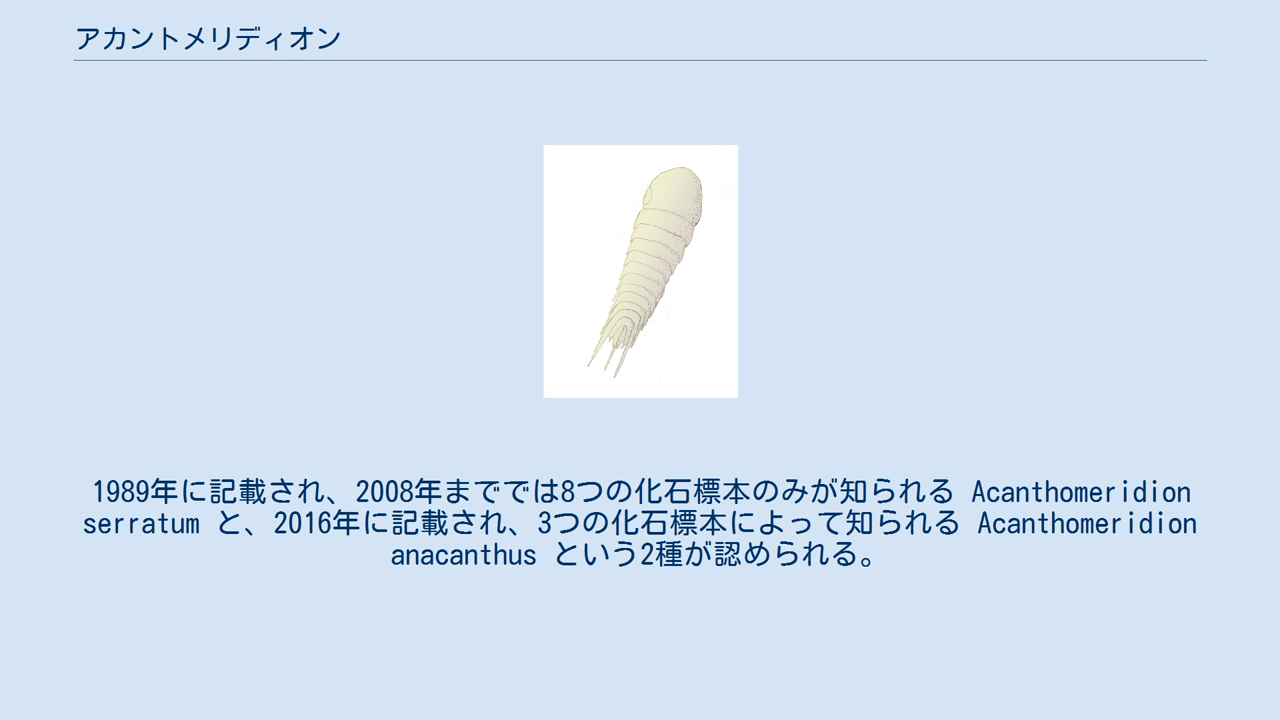 アカントメリディオン
1989年に記載され、2008年まででは8つの化石標本のみが知られる Acanthomeridion
serratum と、2016年に記載され、3つの化石標本によって知られる Acanthomeridion
anacanthus という2種が認められる。